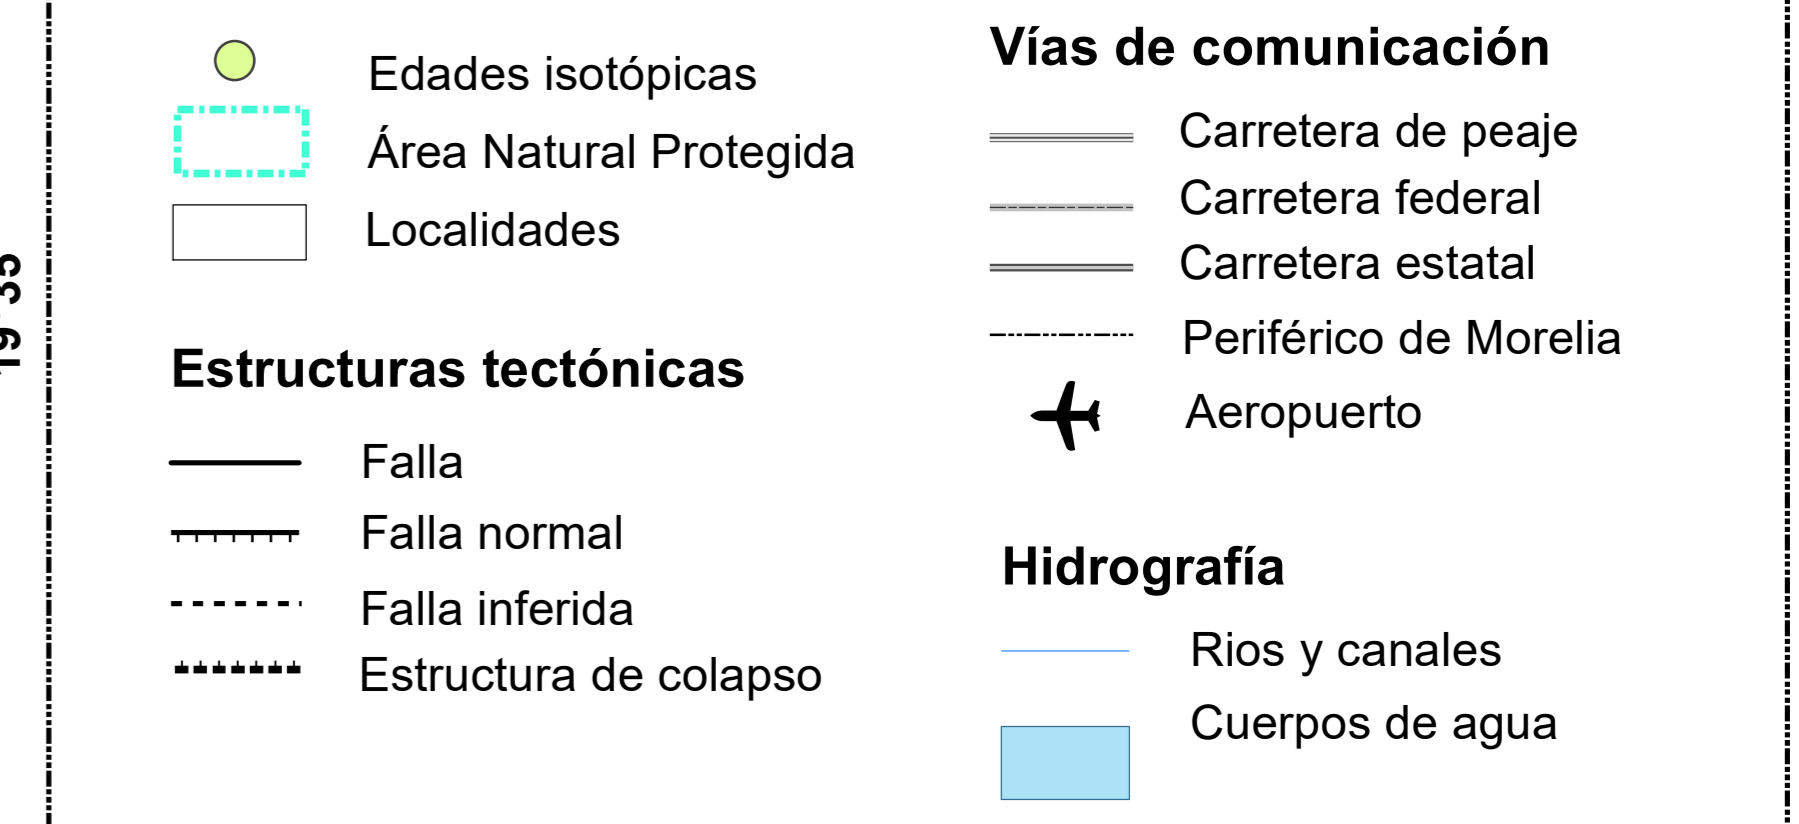 Edades isotópicas
Área Natural Protegida
Localidades
Estructuras tectónicas
Falla
Falla normal
Falla inferida
Estructura de colapso
Vías de comunicación
Carretera de peaje
Carretera federal
Carretera estatal
Periférico de Morelia
Aeropuerto
Hidrografía
Rios y canales
Cuerpos de agua